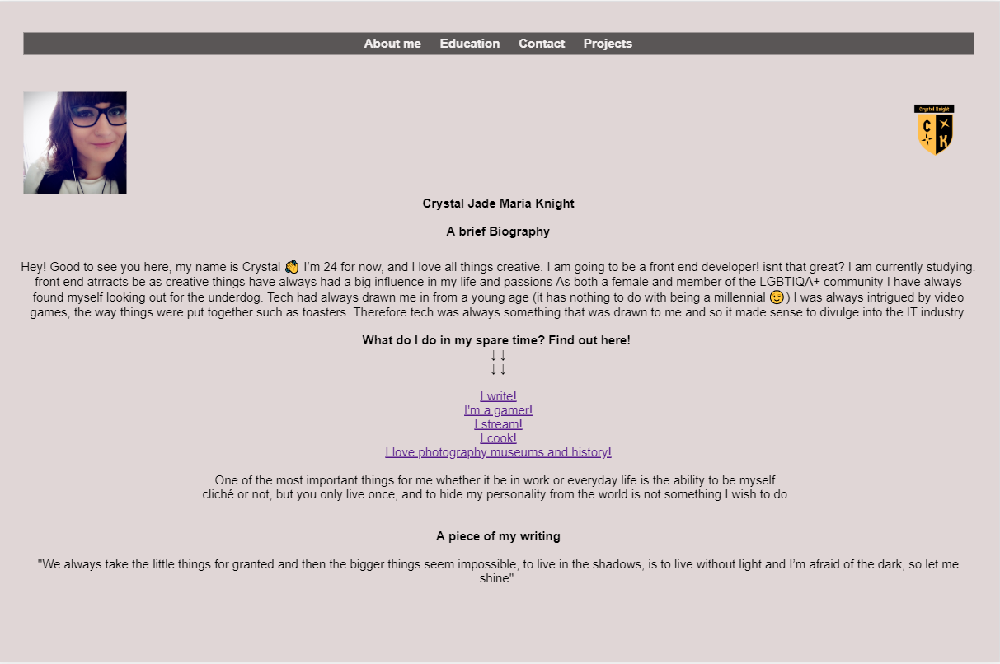 About me Education Contact Projects
Crystal Knight
C
K
Crystal Jade Maria Knight
A brief Biography
Hey! Good to see you here, my name is Crystal 👏 I’m 24 for now, and I love all things creative. I am going to be a front end developer! isnt that great? I am currently studying.
front end atrracts be as creative things have always had a big influence in my life and passions As both a female and member of the LGBTIQA+ community I have always
found myself looking out for the underdog. Tech had always drawn me in from a young age (it has nothing to do with being a millennial 😉) I was always intrigued by video
games, the way things were put together such as toasters. Therefore tech was always something that was drawn to me and so it made sense to divulge into the IT industry.
What do I do in my spare time? Find out here!
↓↓
↓↓
I write!
I'm a gamer!
I stream!
I cook!
I love photography museums and history!
One of the most important things for me whether it be in work or everyday life is the ability to be myself.
cliché or not, but you only live once, and to hide my personality from the world is not something I wish to do.
A piece of my writing
"We always take the little things for granted and then the bigger things seem impossible, to live in the shadows, is to live without light and I’m afraid of the dark, so let me
shine"